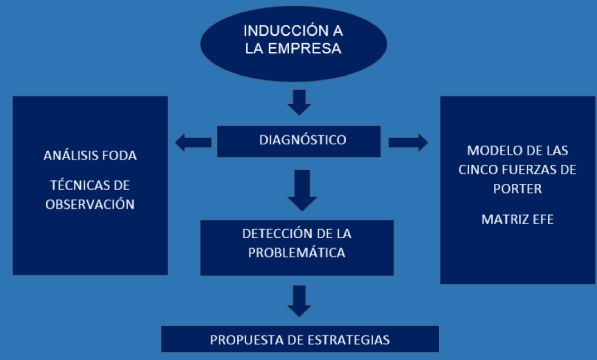 INDUCCIÓN A
LA EMPRESA
DIAGNÓSTICO
ANÁLISIS FODA
TÉCNICAS DE
OBSERVACIÓN
MODELO DE LAS
CINCO FUERZAS DE
PORTER
MATRIZ EFE
DETECCIÓN DE LA
PROBLEMÁTICA
PROPUESTA DE ESTRATEGIAS